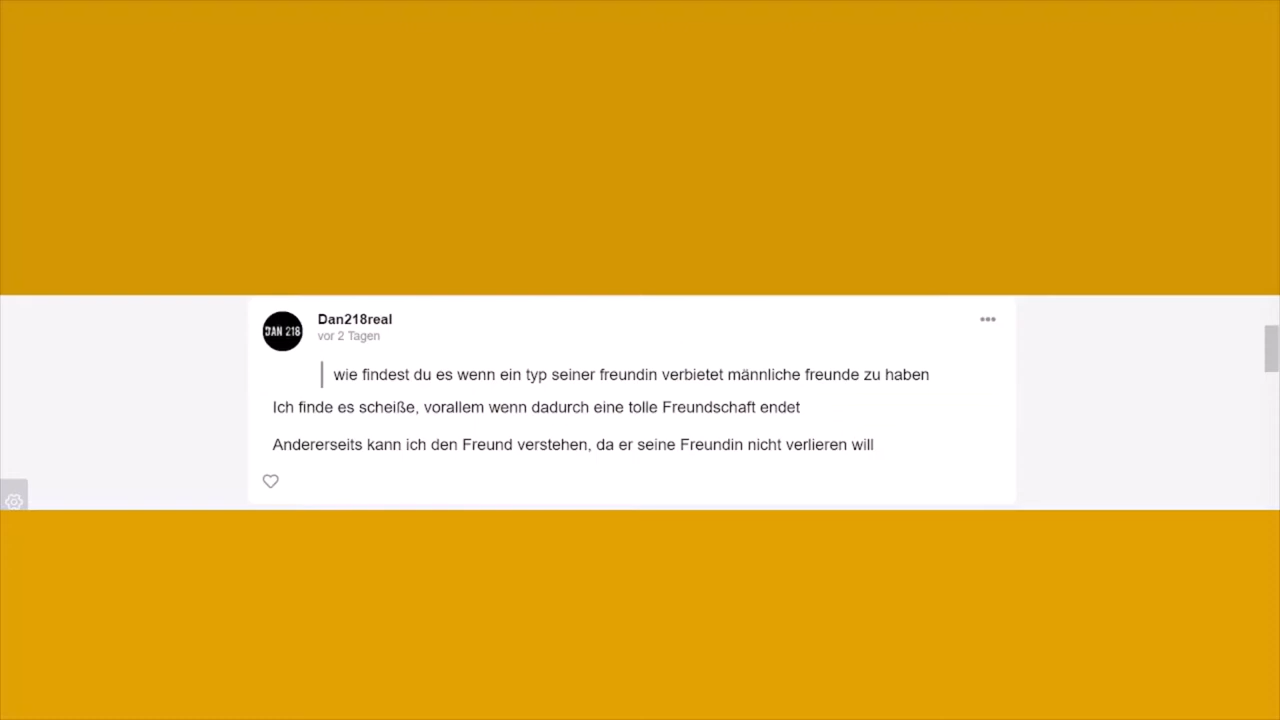 DAN 218
Dan218real
vor 2 Tagen
wie findest du es wenn ein typ seiner freundin verbietet männliche freunde zu haben
Ich finde es scheiße, vorallem wenn dadurch eine tolle Freundschaft endet
Andererseits kann ich den Freund verstehen, da er seine Freundin nicht verlieren will